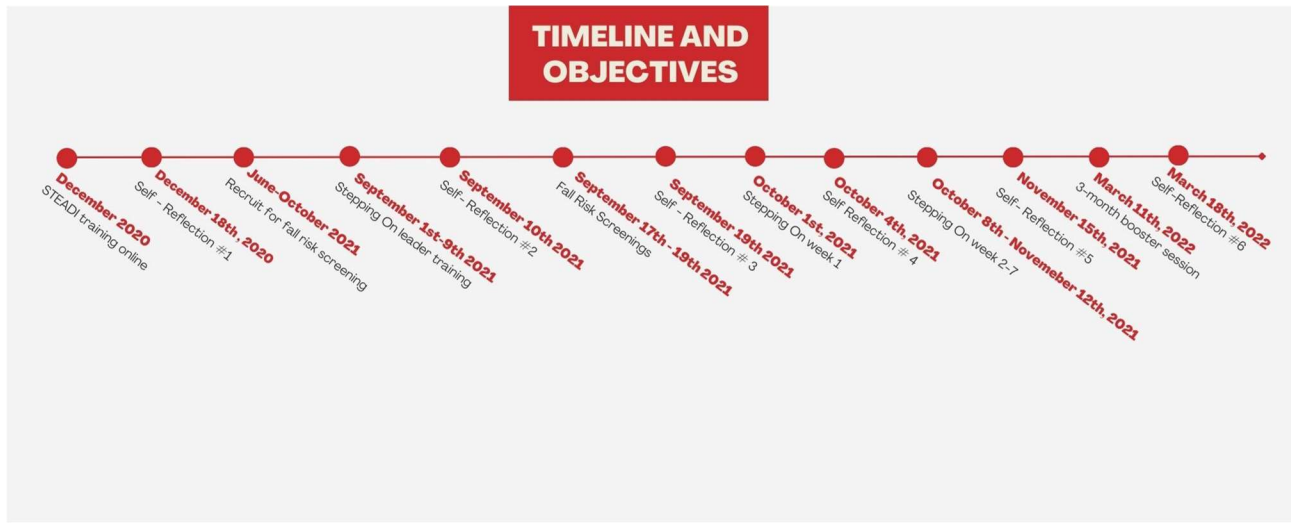 TIMELINE AND
OBJECTIVES
December 2020
STEADI training online
December 18th, 2020
Self - Reflection #1
June-October 2021
Recruit for fall risk screening
September 1st-9th 2021
Stepping On leader training
September 10th 2021
Self- Reflection #2
September 17th - 19th 2021
Fall Risk Screenings
September 19th 2021
Self - Reflection # 3
October 1st, 2021
Stepping On week 1
October 4th, 2021
Self Reflection # 4
October 8th - Novemeber 12th, 2021
Stepping On week 2-7
November 15th, 2021
Self- Reflection #5
March 11th, 2022
3-month booster session
March 18th, 2022
Self-Reflection #6